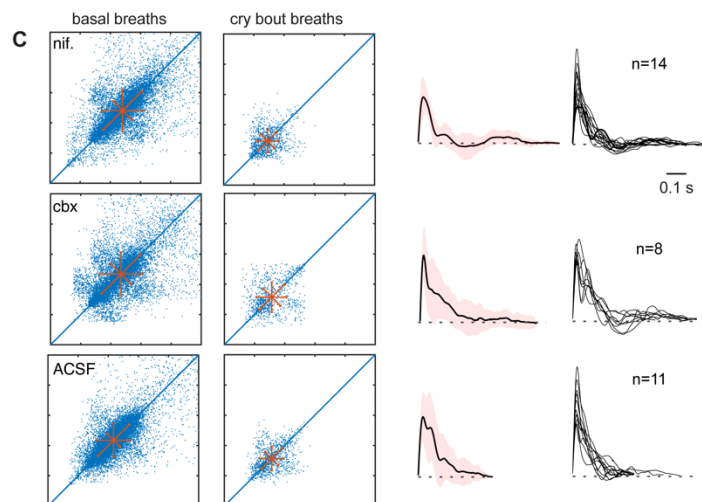 C
basal breaths
cry bout breaths
nif.
n=14
0.1 s
cbx
n=8
ACSF
n=11